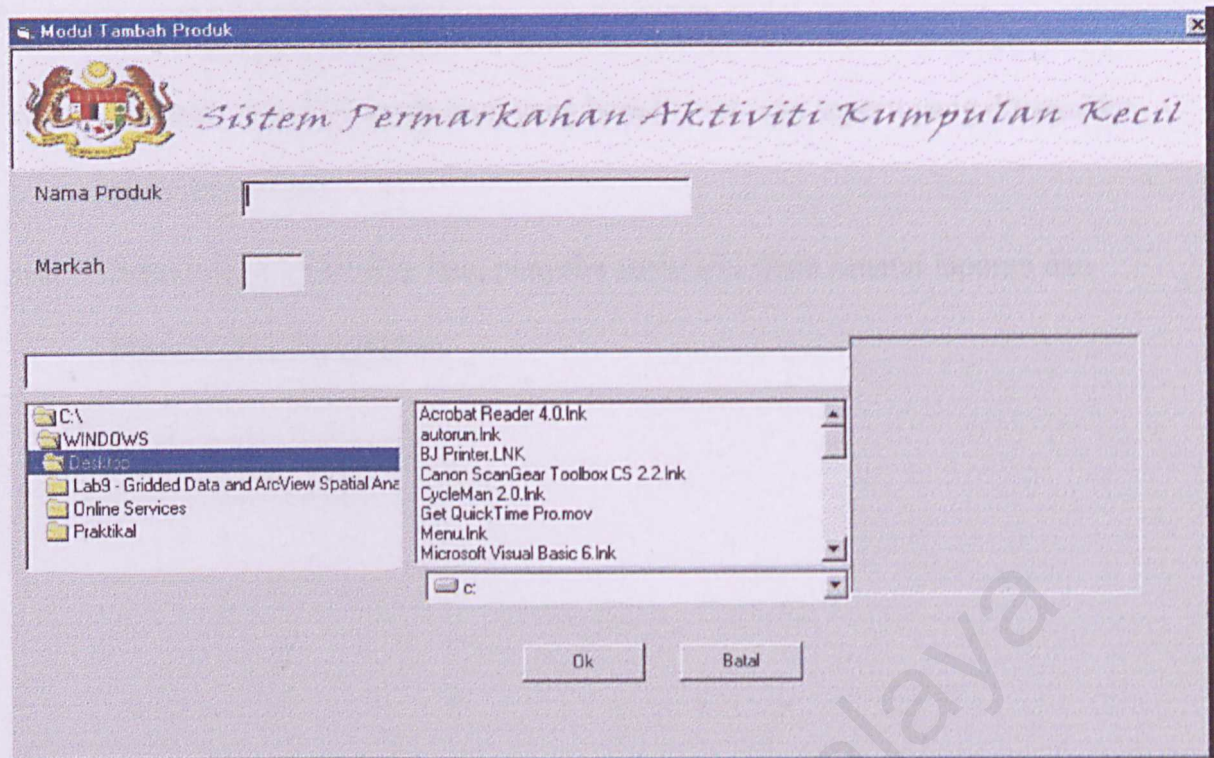 Modul Tambah Produk
Sistem Permarkahan Aktiviti Kumpulan Kecil
Nama Produk
Markah
C:\
WINDOWS
Desktop
Lab9 - Gridded Data and ArcView Spatial Ana
Online Services
Praktikal
Acrobat Reader 4.0.lnk
autorun.lnk
BJ Printer.LNK
Canon ScanGear Toolbox CS 2.2.lnk
CycleMan 2.0.lnk
Get QuickTime Pro.mov
Menu.lnk
Microsoft Visual Basic 6.lnk
c:
Ok
Batal
laya